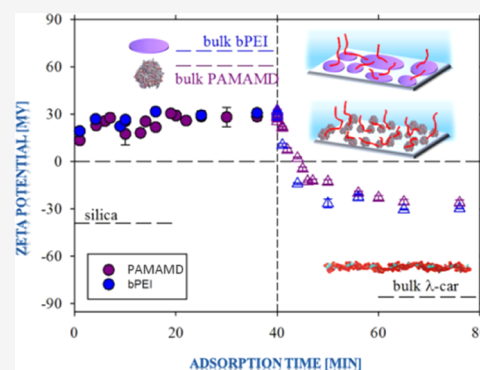 90
bulk bPEI
60
bulk PAMAMD
30
0
-30
silica
-60
PAMAMD
bPEI
bulk λ-car
-90
0
20
40
60
80
ZETA POTENTIAL [MV]
ADSORPTION TIME [MIN]